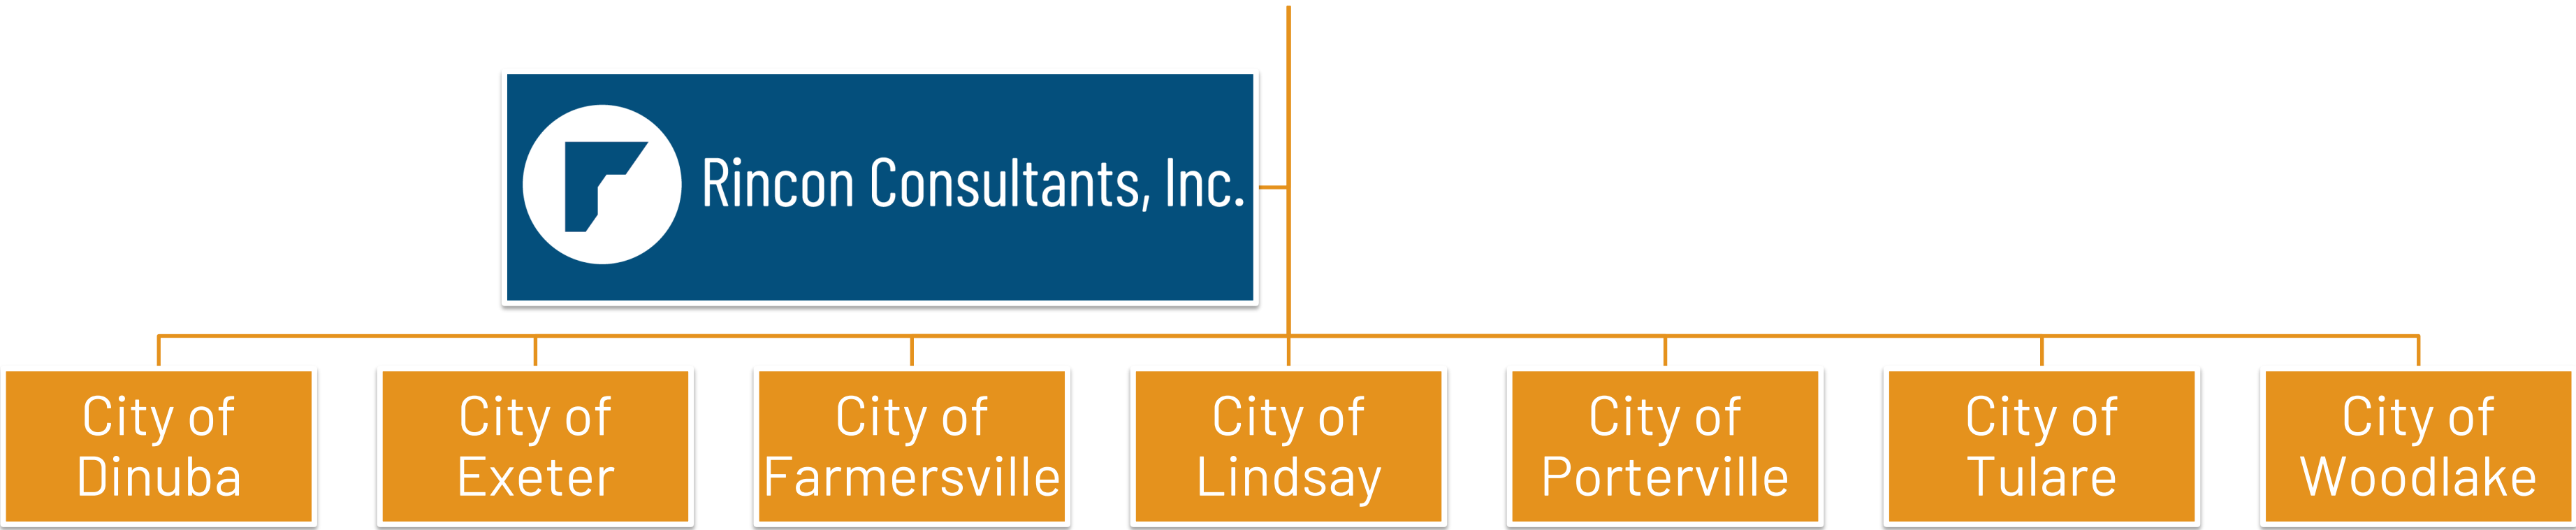 Rincon Consultants, Inc.
City of
Dinuba
City of
Exeter
City of
Farmersville
City of
Lindsay
City of
Porterville
City of
Tulare
City of
Woodlake